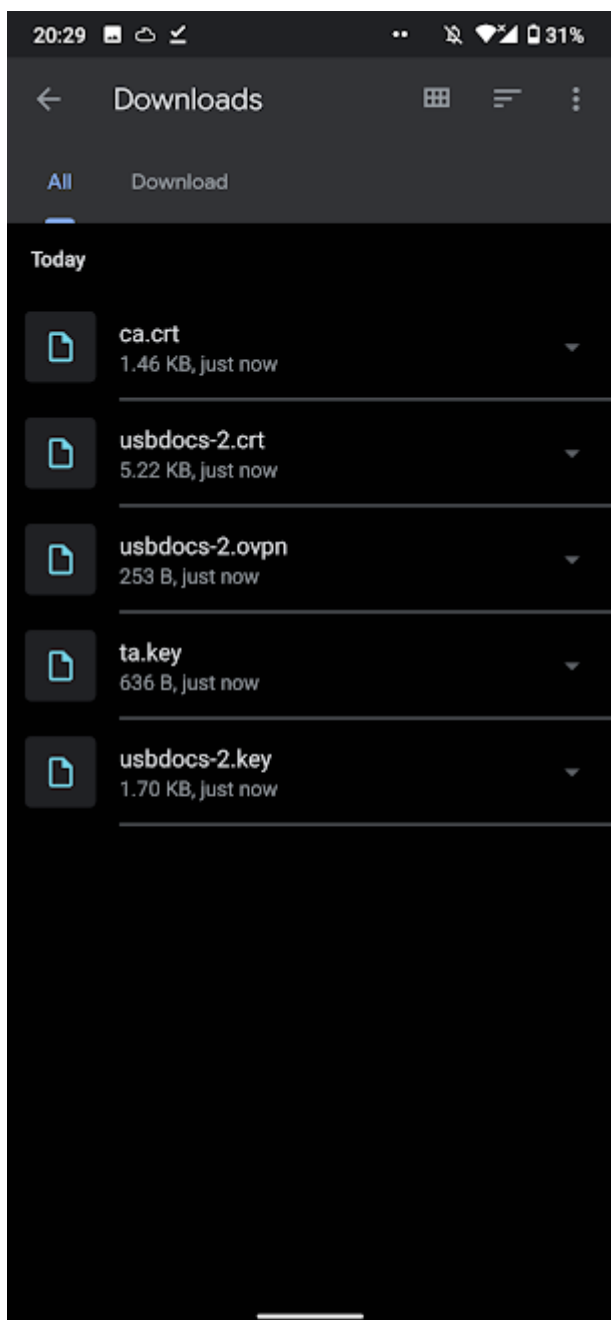 20:29 31%
Downloads
All Download
Today
ca.crt
1.46 KB, just now
usbdocs-2.crt
5.22 KB, just now
usbdocs-2.ovpn
253 B, just now
ta.key
636 B, just now
usbdocs-2.key
1.70 KB, just now